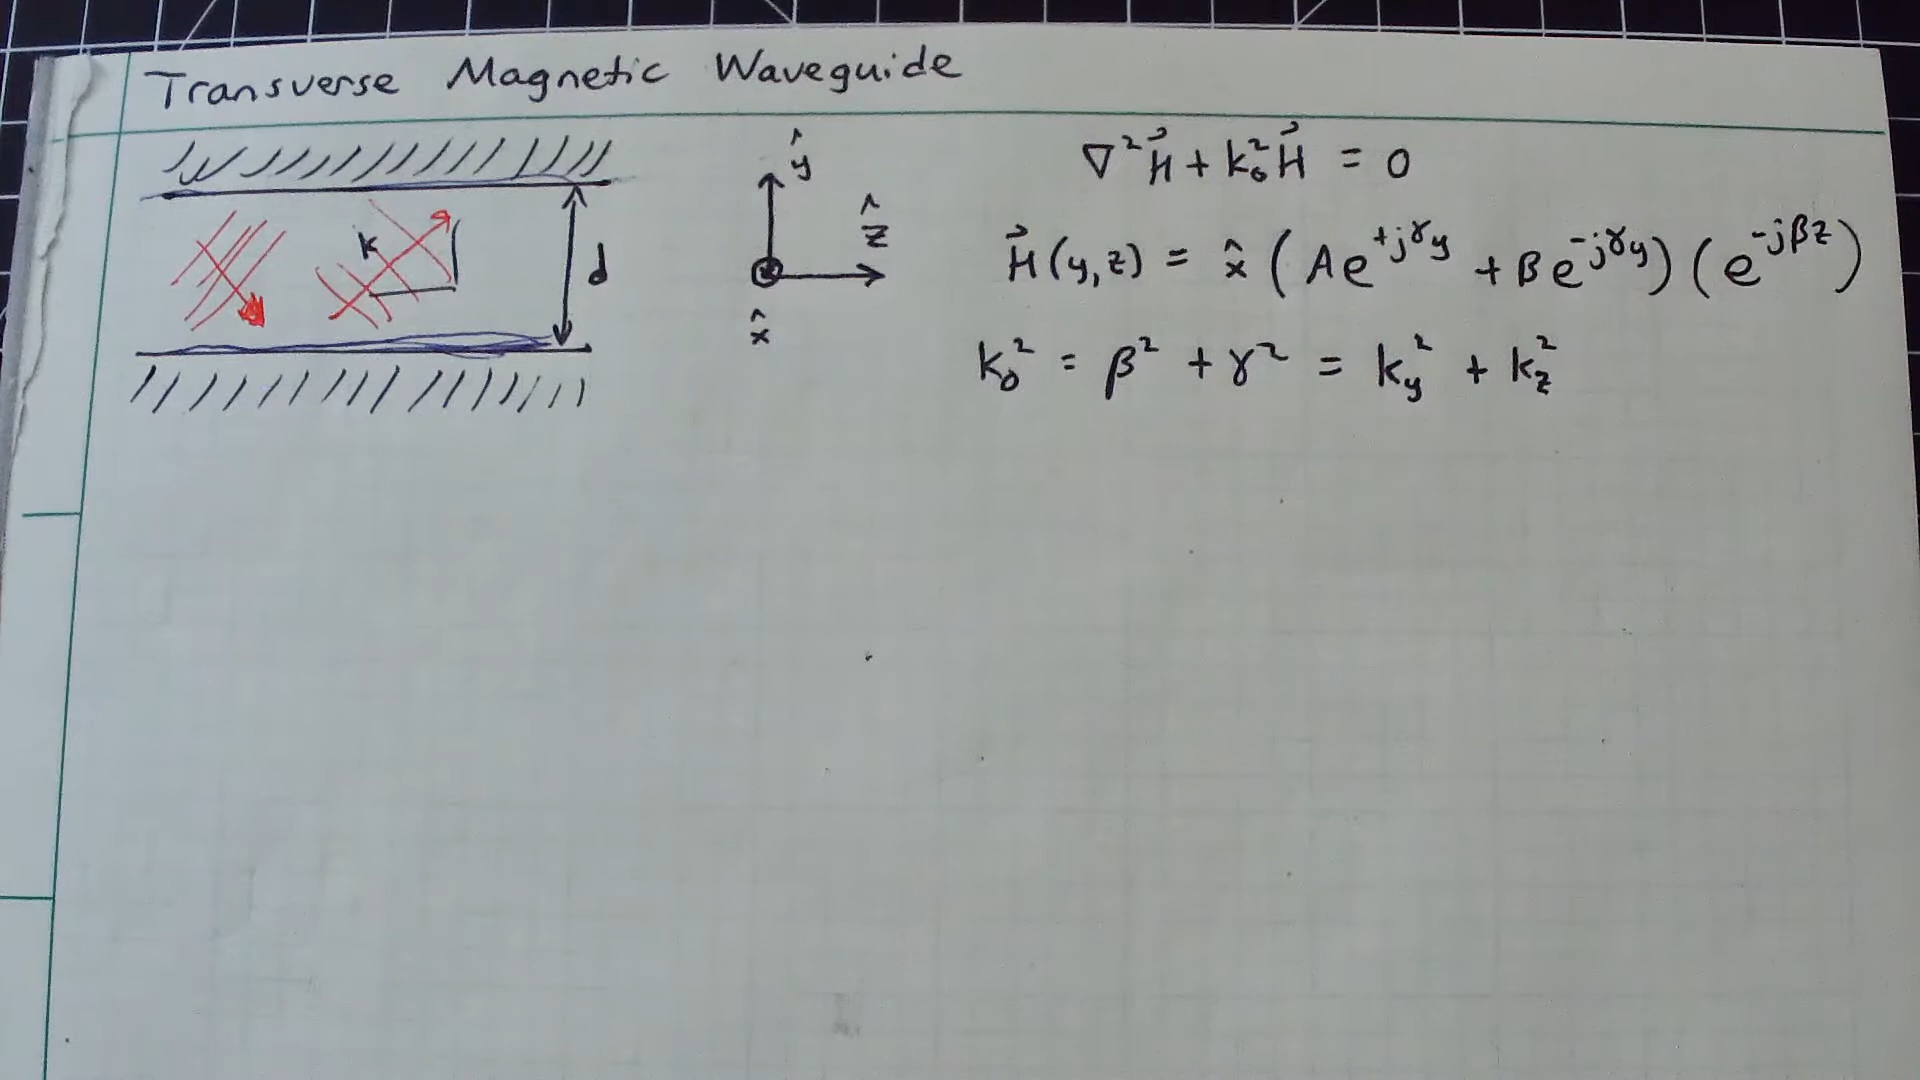 Transverse Magnetic Waveguide
k
d
ŷ
ẑ
x̂
∇²H⃗ + k₀²H⃗ = 0
H⃗(y,z) = x̂ (Ae^{+jγy} + Be^{-jγy})(e^{-jβz})
k₀² = β² + γ² = k_y² + k_z²